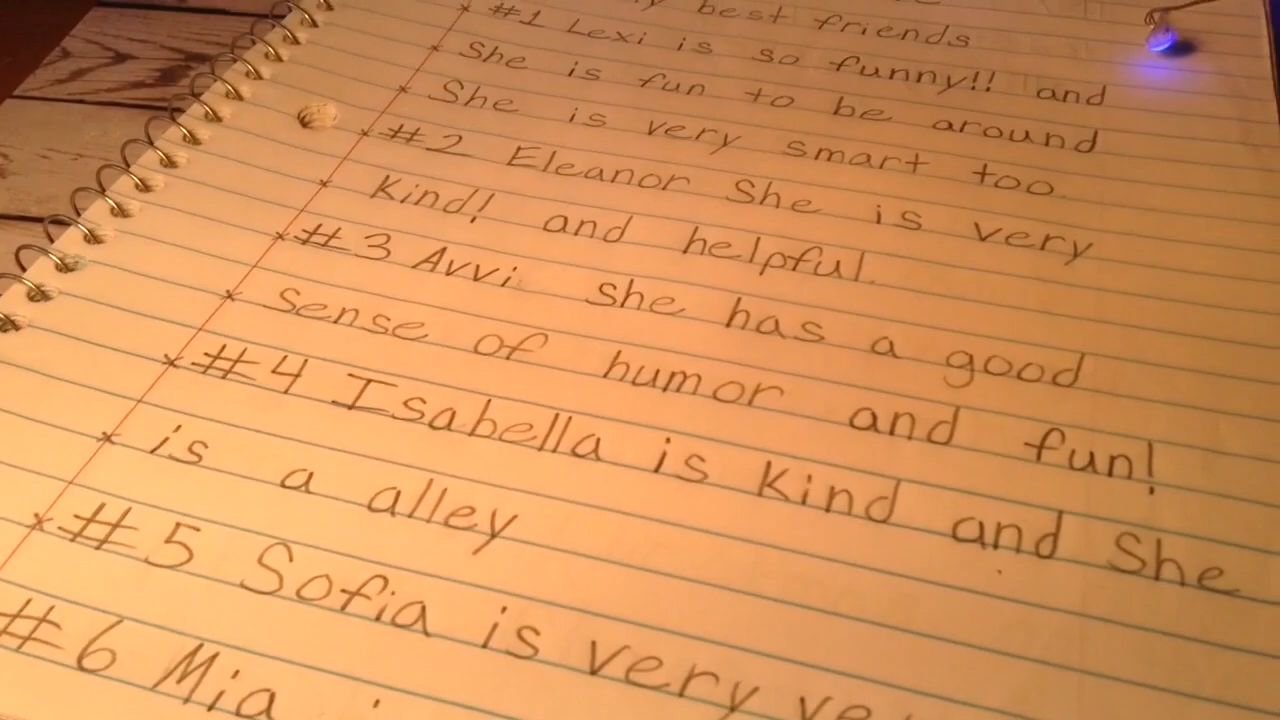 best friends
#1 Lexi is so funny!! and
She is fun to be around
She is very smart too.
#2 Eleanor She is very
Kind! and helpful.
#3 Avvi she has a good
sense of humor and fun!
#4 Isabella is Kind and She
is a alley
#5 Sofia is very
#6 Mia